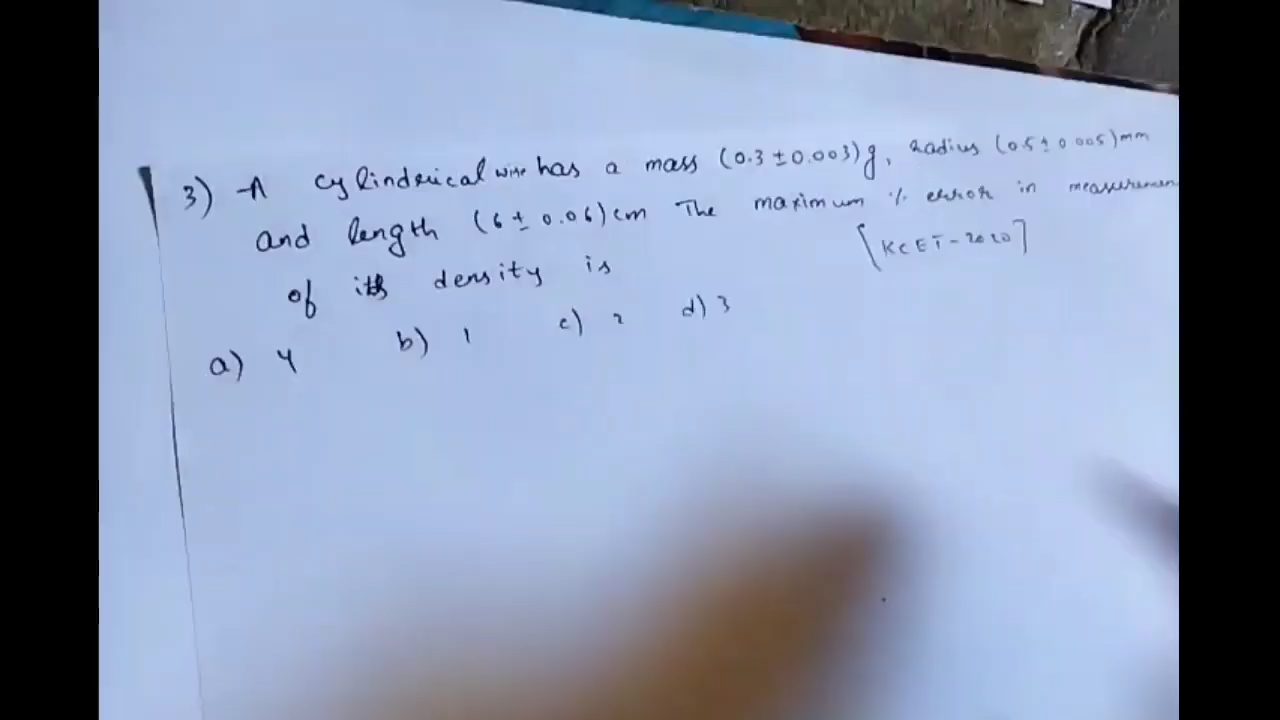 3) A cylindrical wire has a mass (0.3 ± 0.003)g, radius (0.5 ± 0.005)mm
and length (6 ± 0.06) cm The maximum % error in measuremen
of its density is [KCET-2020]
a) 4 b) 1 c) 2 d) 3